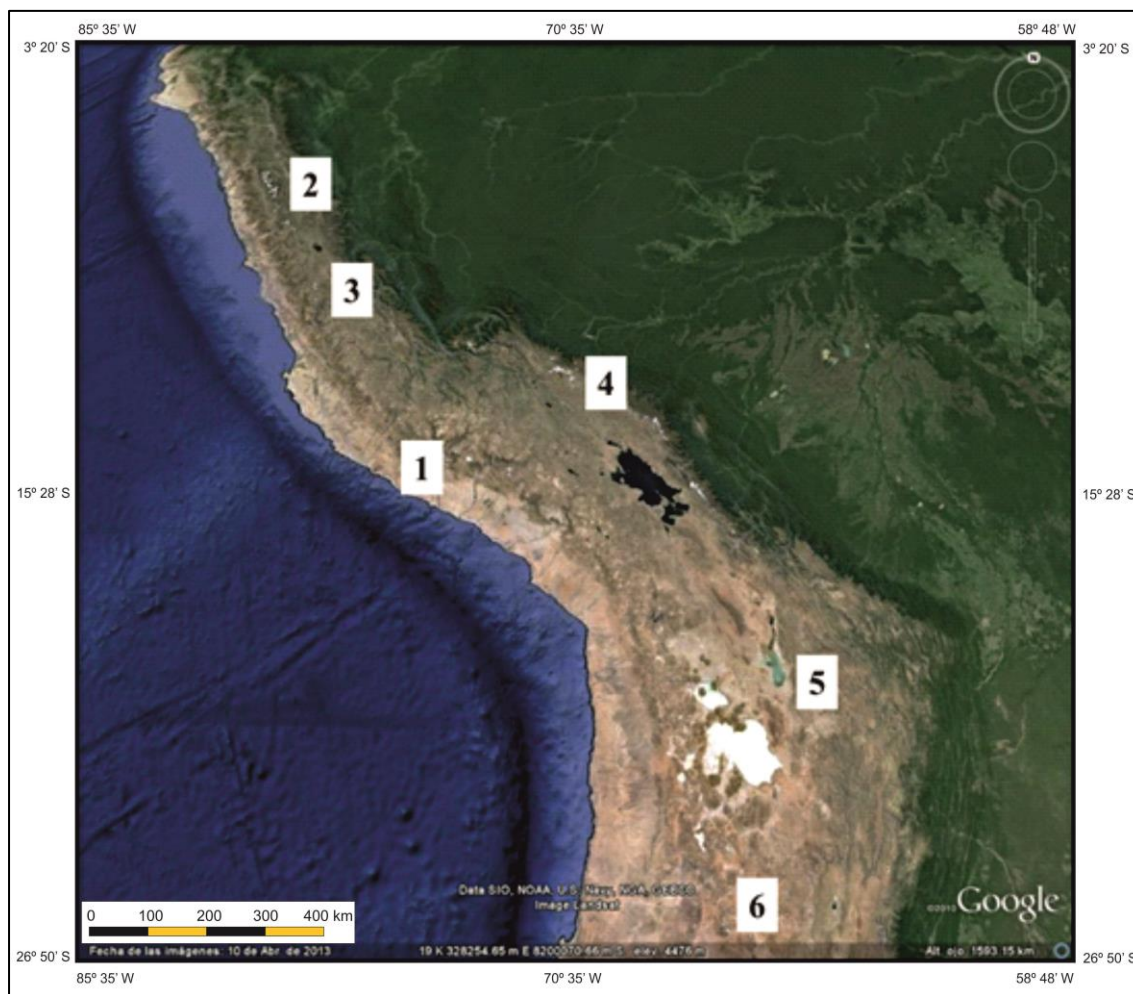 85º 35’ W 70º 35’ W 58º 48’ W
3º 20’ S 3º 20’ S
N
2
3
4
1
15º 28’ S 15º 28’ S
5
6
Data SIO, NOAA, U.S. Navy, NGA, GEBCO
Image Landsat
©2010 Google
0 100 200 300 400 km
Fecha de las imágenes: 10 de Abr. de 2013 19 K 328254.65 m E 8200070.66 m S elev. 4476 m Alt. ojo 1593.15 km
26º 50’ S 26º 50’ S
85º 35’ W 70º 35’ W 58º 48’ W